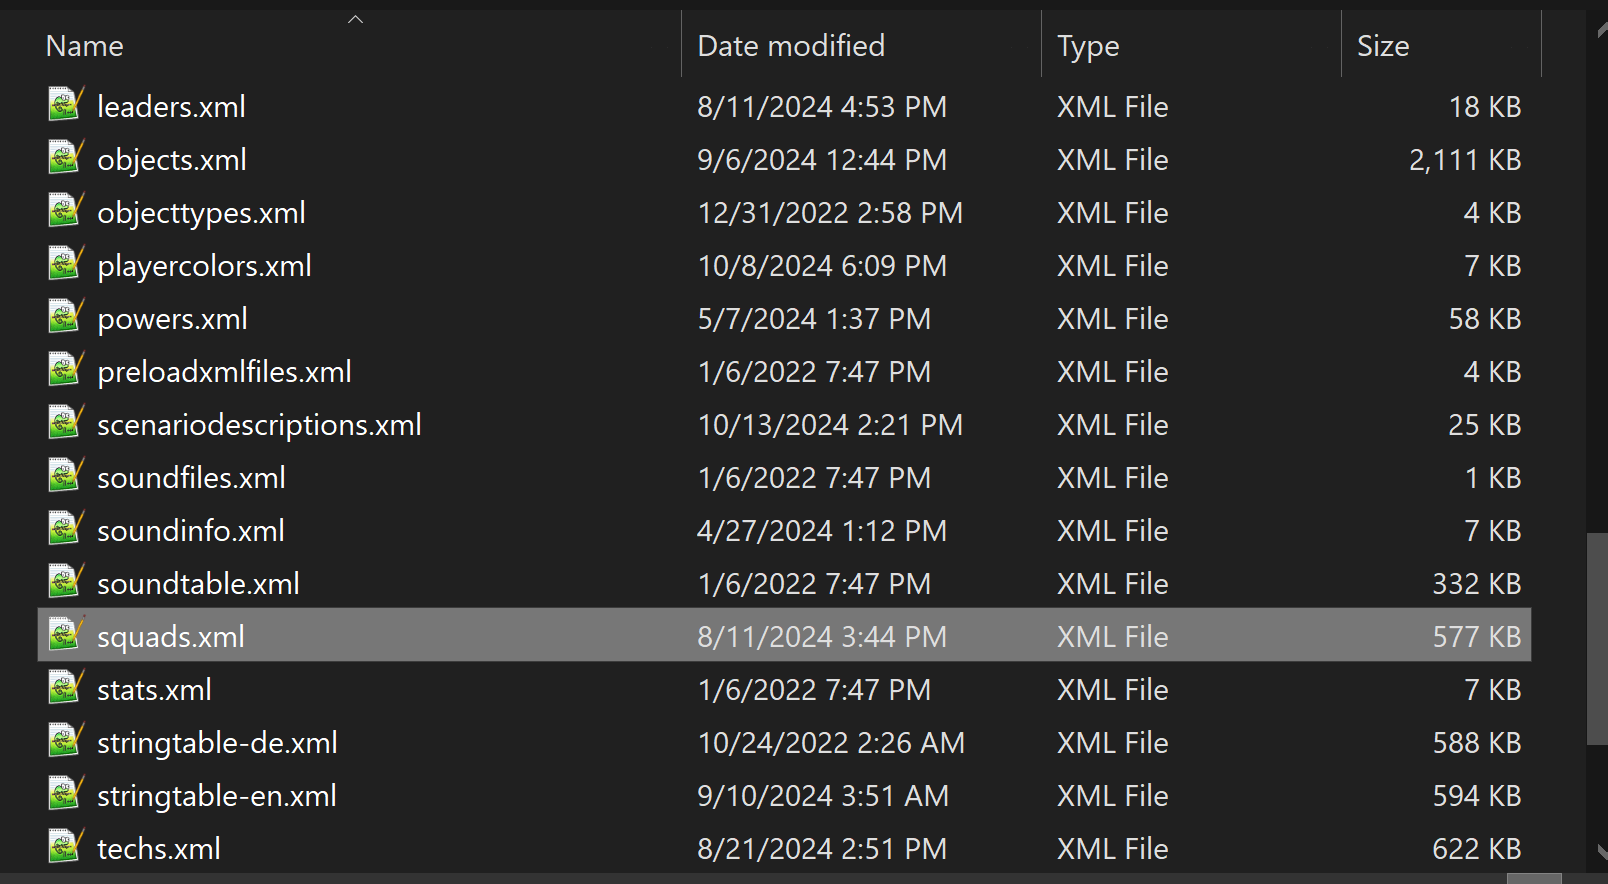 Name Date modified Type Size
leaders.xml 8/11/2024 4:53 PM XML File 18 KB
objects.xml 9/6/2024 12:44 PM XML File 2,111 KB
objecttypes.xml 12/31/2022 2:58 PM XML File 4 KB
playercolors.xml 10/8/2024 6:09 PM XML File 7 KB
powers.xml 5/7/2024 1:37 PM XML File 58 KB
preloadxmlfiles.xml 1/6/2022 7:47 PM XML File 4 KB
scenariodescriptions.xml 10/13/2024 2:21 PM XML File 25 KB
soundfiles.xml 1/6/2022 7:47 PM XML File 1 KB
soundinfo.xml 4/27/2024 1:12 PM XML File 7 KB
soundtable.xml 1/6/2022 7:47 PM XML File 332 KB
squads.xml 8/11/2024 3:44 PM XML File 577 KB
stats.xml 1/6/2022 7:47 PM XML File 7 KB
stringtable-de.xml 10/24/2022 2:26 AM XML File 588 KB
stringtable-en.xml 9/10/2024 3:51 AM XML File 594 KB
techs.xml 8/21/2024 2:51 PM XML File 622 KB